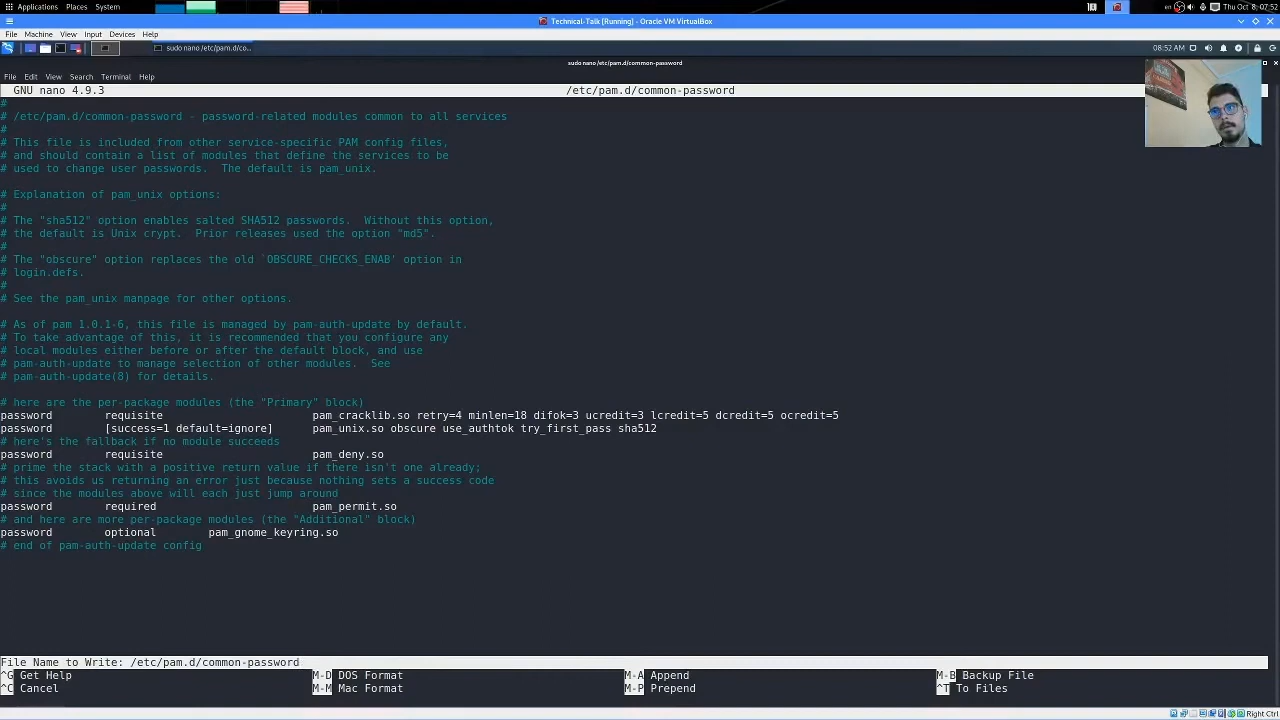 Applications Places System
en Thu Oct 8, 07:52
Technical-Talk [Running] - Oracle VM VirtualBox
File Machine View Input Devices Help
sudo nano /etc/pam.d/co...
08:52 AM
sudo nano /etc/pam.d/common-password
File Edit View Search Terminal Help
GNU nano 4.9.3 /etc/pam.d/common-password
#
# /etc/pam.d/common-password - password-related modules common to all services
#
# This file is included from other service-specific PAM config files,
# and should contain a list of modules that define the services to be
# used to change user passwords.  The default is pam_unix.

# Explanation of pam_unix options:
#
# The "sha512" option enables salted SHA512 passwords.  Without this option,
# the default is Unix crypt.  Prior releases used the option "md5".
#
# The "obscure" option replaces the old `OBSCURE_CHECKS_ENAB' option in
# login.defs.
#
# See the pam_unix manpage for other options.

# As of pam 1.0.1-6, this file is managed by pam-auth-update by default.
# To take advantage of this, it is recommended that you configure any
# local modules either before or after the default block, and use
# pam-auth-update to manage selection of other modules.  See
# pam-auth-update(8) for details.

# here are the per-package modules (the "Primary" block)
password requisite pam_cracklib.so retry=4 minlen=18 difok=3 ucredit=3 lcredit=5 dcredit=5 ocredit=5
password [success=1 default=ignore] pam_unix.so obscure use_authtok try_first_pass sha512
# here's the fallback if no module succeeds
password requisite pam_deny.so
# prime the stack with a positive return value if there isn't one already;
# this avoids us returning an error just because nothing sets a success code
# since the modules above will each just jump around
password required pam_permit.so
# and here are more per-package modules (the "Additional" block)
password optional pam_gnome_keyring.so
# end of pam-auth-update config
File Name to Write: /etc/pam.d/common-password
^G Get Help M-D DOS Format M-A Append M-B Backup File
^C Cancel M-M Mac Format M-P Prepend ^T To Files
Right Ctrl